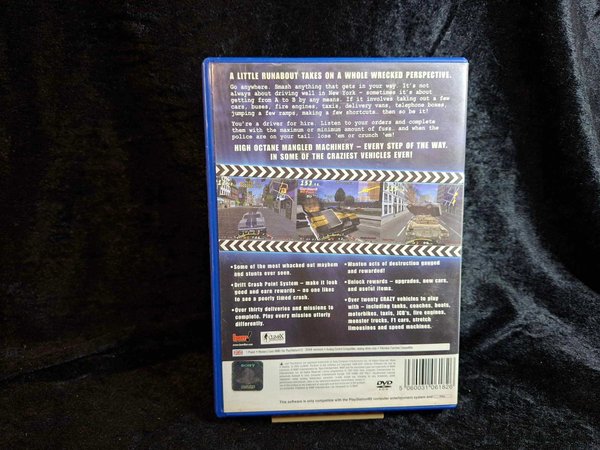 A LITTLE RUNABOUT TAKES ON A WHOLE WRECKED PERSPECTIVE.
Go anywhere. Smash anything that gets in your way. It's not
always about driving well in New York – sometimes it's about
getting from A to B by any means. If it involves taking out a few
cars, buses, fire engines, taxis, delivery vans, telephone boxes,
jumping a few ramps, making a few shortcuts, then so be it!
You're a driver for hire. Listen to your orders and complete
them with the maximum or minimum amount of fuss, and when the
police are on your tail, lose 'em or crunch 'em!
HIGH OCTANE MANGLED MACHINERY – EVERY STEP OF THE WAY,
IN SOME OF THE CRAZIEST VEHICLES EVER!
• Some of the most whacked out mayhem
and stunts ever seen.
• Drift Crash Point System – make it look
good and earn rewards – no one likes
to see a poorly timed crash.
• Over thirty deliveries and missions to
complete. Play every mission utterly
differently.
• Wanton acts of destruction gauged
and rewarded!
• Unlock rewards – upgrades, new cars,
and useful items.
• Over twenty CRAZY vehicles to play
with – including tanks, coaches, boats,
motorbikes, taxis, JCB's, fire engines,
monster trucks, F1 cars, stretch
limousines and speed machines.
CLIMAX
SONY
DVD
5 060031 061826
This software is only compatible with the PlayStation®2 computer entertainment system